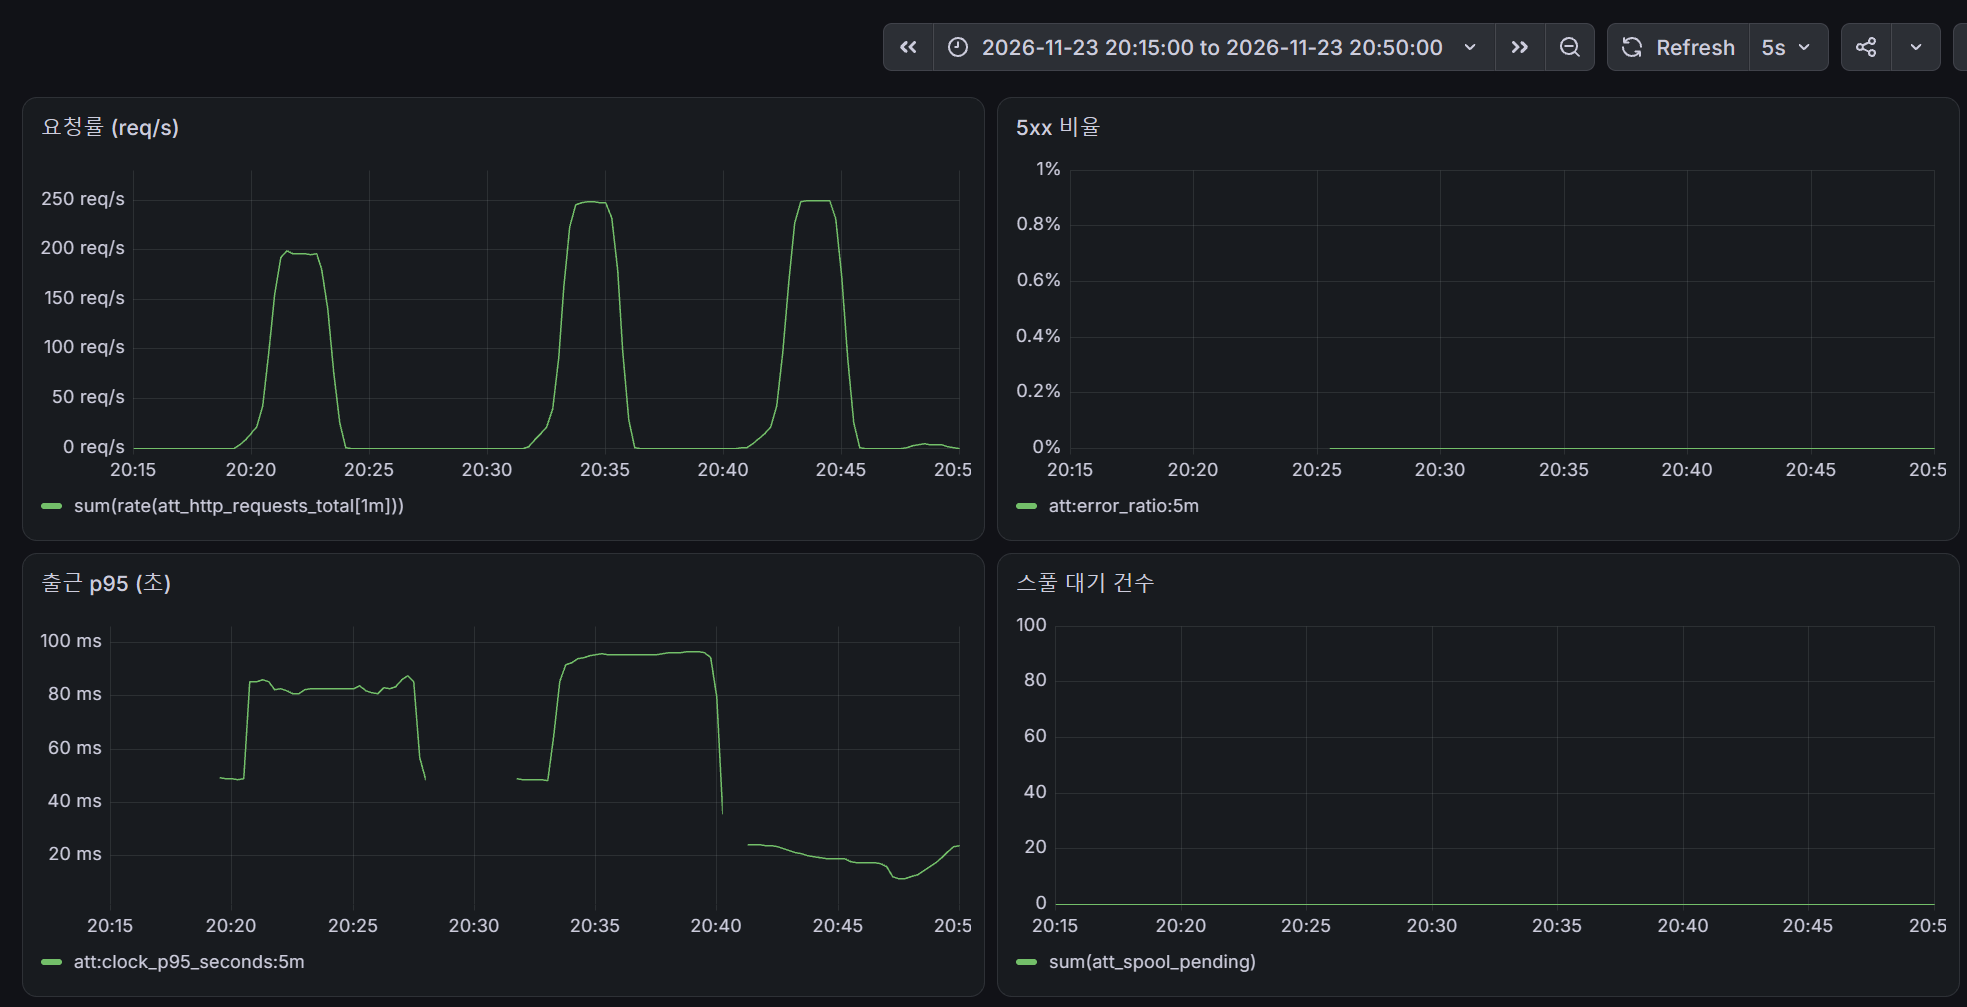 2026-11-23 20:15:00 to 2026-11-23 20:50:00
Refresh
5s
요청률 (req/s)
250 req/s
200 req/s
150 req/s
100 req/s
50 req/s
0 req/s
20:15 20:20 20:25 20:30 20:35 20:40 20:45 20:5
sum(rate(att_http_requests_total[1m]))
5xx 비율
1%
0.8%
0.6%
0.4%
0.2%
0%
20:15 20:20 20:25 20:30 20:35 20:40 20:45 20:5
att:error_ratio:5m
출근 p95 (초)
100 ms
80 ms
60 ms
40 ms
20 ms
20:15 20:20 20:25 20:30 20:35 20:40 20:45 20:5
att:clock_p95_seconds:5m
스풀 대기 건수
100
80
60
40
20
0
20:15 20:20 20:25 20:30 20:35 20:40 20:45 20:5
sum(att_spool_pending)